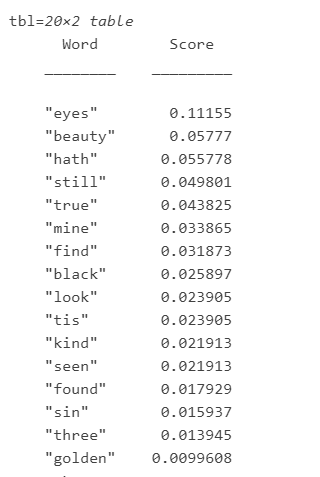 tbl=20×2 table
Word Score
________ _________
"eyes" 0.11155
"beauty" 0.05777
"hath" 0.055778
"still" 0.049801
"true" 0.043825
"mine" 0.033865
"find" 0.031873
"black" 0.025897
"look" 0.023905
"tis" 0.023905
"kind" 0.021913
"seen" 0.021913
"found" 0.017929
"sin" 0.015937
"three" 0.013945
"golden" 0.0099608